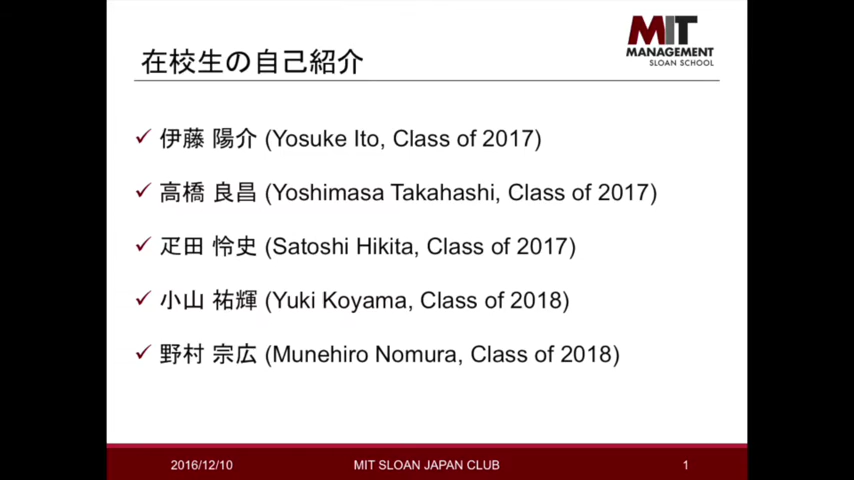 MIT
MANAGEMENT
SLOAN SCHOOL
在校生の自己紹介
✓ 伊藤 陽介 (Yosuke Ito, Class of 2017)
✓ 高橋 良昌 (Yoshimasa Takahashi, Class of 2017)
✓ 疋田 怜史 (Satoshi Hikita, Class of 2017)
✓ 小山 祐輝 (Yuki Koyama, Class of 2018)
✓ 野村 宗広 (Munehiro Nomura, Class of 2018)
2016/12/10 MIT SLOAN JAPAN CLUB 1